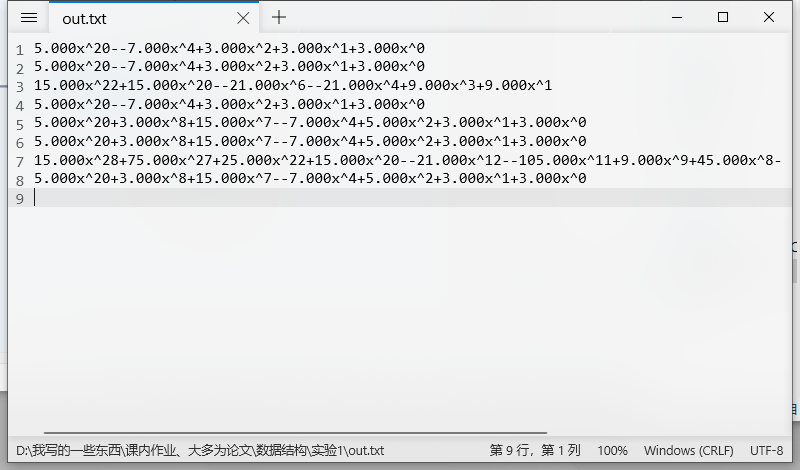 out.txt
1 5.000x^20--7.000x^4+3.000x^2+3.000x^1+3.000x^0
2 5.000x^20--7.000x^4+3.000x^2+3.000x^1+3.000x^0
3 15.000x^22+15.000x^20--21.000x^6--21.000x^4+9.000x^3+9.000x^1
4 5.000x^20--7.000x^4+3.000x^2+3.000x^1+3.000x^0
5 5.000x^20+3.000x^8+15.000x^7--7.000x^4+5.000x^2+3.000x^1+3.000x^0
6 5.000x^20+3.000x^8+15.000x^7--7.000x^4+5.000x^2+3.000x^1+3.000x^0
7 15.000x^28+75.000x^27+25.000x^22+15.000x^20--21.000x^12--105.000x^11+9.000x^9+45.000x^8-
8 5.000x^20+3.000x^8+15.000x^7--7.000x^4+5.000x^2+3.000x^1+3.000x^0
9
D:\我写的一些东西\课内作业、大多为论文\数据结构\实验1\out.txt 第 9 行，第 1 列 100% Windows (CRLF) UTF-8